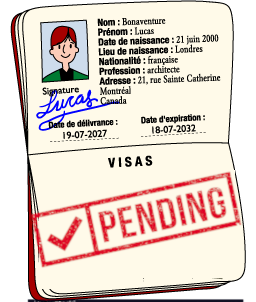 Nom : Bonaventure
Prénom : Lucas
Date de naissance : 21 juin 2000
Lieu de naissance : Londres
Nationalité : française
Profession : architecte
Adresse : 21, rue Sainte Catherine
Montréal
Canada
Signature
Lucas
Date de délivrance :
19-07-2027
Date d'expiration :
18-07-2032
VISAS
PENDING